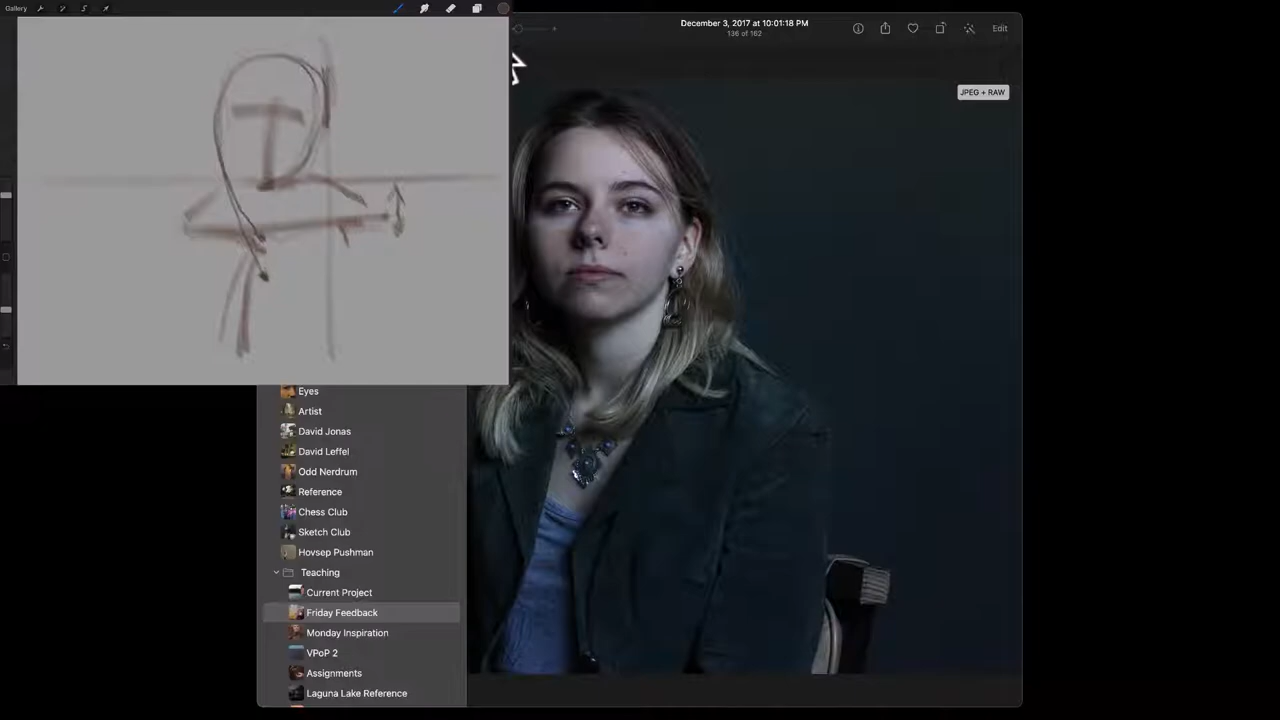 Gallery
December 3, 2017 at 10:01:18 PM
136 of 162
Edit
JPEG + RAW
Eyes
Artist
David Jonas
David Leffel
Odd Nerdrum
Reference
Chess Club
Sketch Club
Hovsep Pushman
Teaching
Current Project
Friday Feedback
Monday Inspiration
VPoP 2
Assignments
Laguna Lake Reference